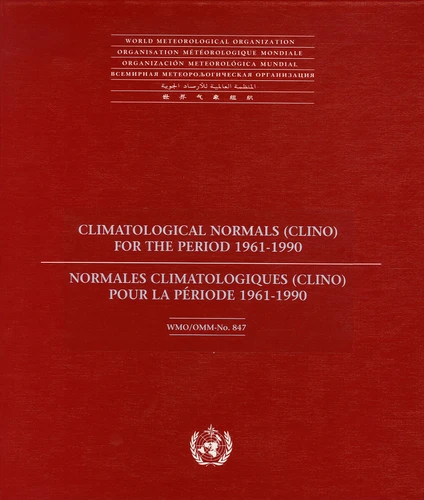 WORLD METEOROLOGICAL ORGANIZATION
ORGANISATION MÉTÉOROLOGIQUE MONDIALE
ORGANIZACIÓN METEOROLÓGICA MUNDIAL
ВСЕМИРНАЯ МЕТЕОРОЛОГИЧЕСКАЯ ОРГАНИЗАЦИЯ
المنظمة العالمية للأرصاد الجوية
世界气象组织
CLIMATOLOGICAL NORMALS (CLINO)
FOR THE PERIOD 1961-1990
NORMALES CLIMATOLOGIQUES (CLINO)
POUR LA PÉRIODE 1961-1990
WMO/OMM-No. 847